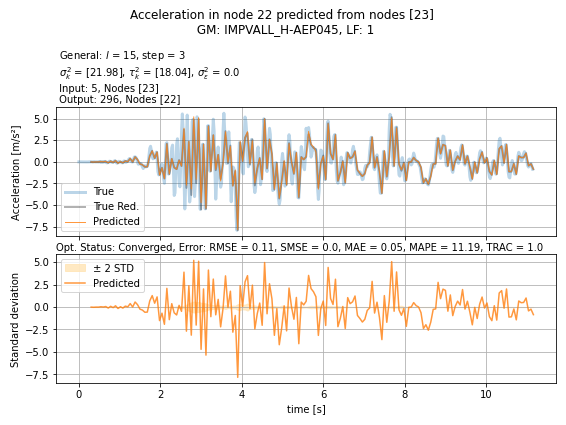 Acceleration in node 22 predicted from nodes [23]
GM: IMPVALL_H-AEP045, LF: 1
General: l = 15, step = 3
σ²ₖ = [21.98], τ²ₖ = [18.04], σ²ε = 0.0
Input: 5, Nodes [23]
Output: 296, Nodes [22]
Acceleration [m/s²]
5.0
2.5
0.0
−2.5
−5.0
−7.5
True
True Red.
Predicted
Opt. Status: Converged, Error: RMSE = 0.11, SMSE = 0.0, MAE = 0.05, MAPE = 11.19, TRAC = 1.0
Standard deviation
5.0
2.5
0.0
−2.5
−5.0
−7.5
± 2 STD
Predicted
0 2 4 6 8 10
time [s]